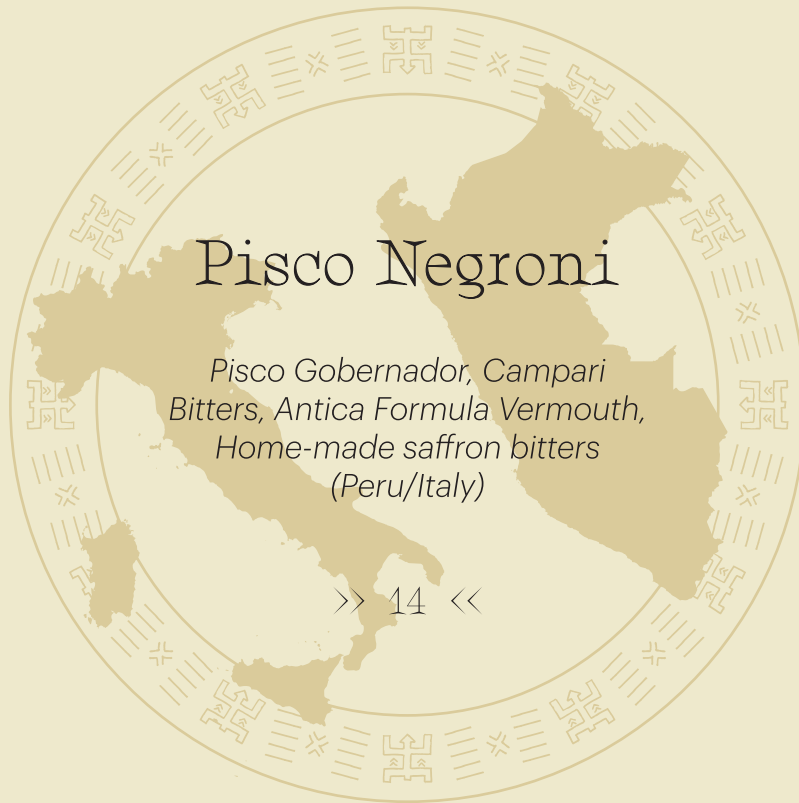 Pisco Negroni
Pisco Gobernador, Campari
Bitters, Antica Formula Vermouth,
Home-made saffron bitters
(Peru/Italy)
>> 14 <<